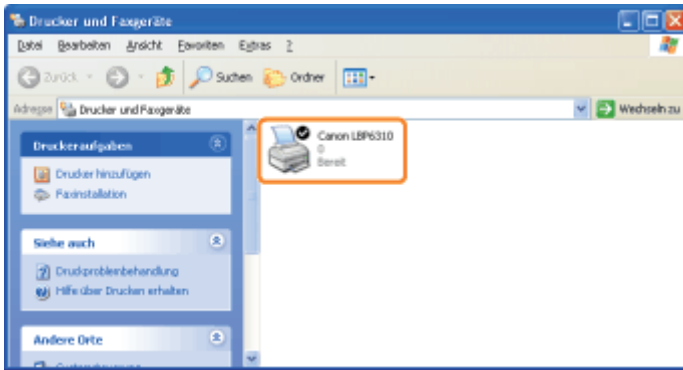 Drucker und Faxgeräte
Datei Bearbeiten Ansicht Favoriten Extras ?
Zurück Suchen Ordner
Adresse Drucker und Faxgeräte Wechseln zu
Druckeraufgaben
Drucker hinzufügen
Faxinstallation
Siehe auch
Druckproblembehandlung
Hilfe über Drucken erhalten
Andere Orte
Canon LBP6310
0
Bereit